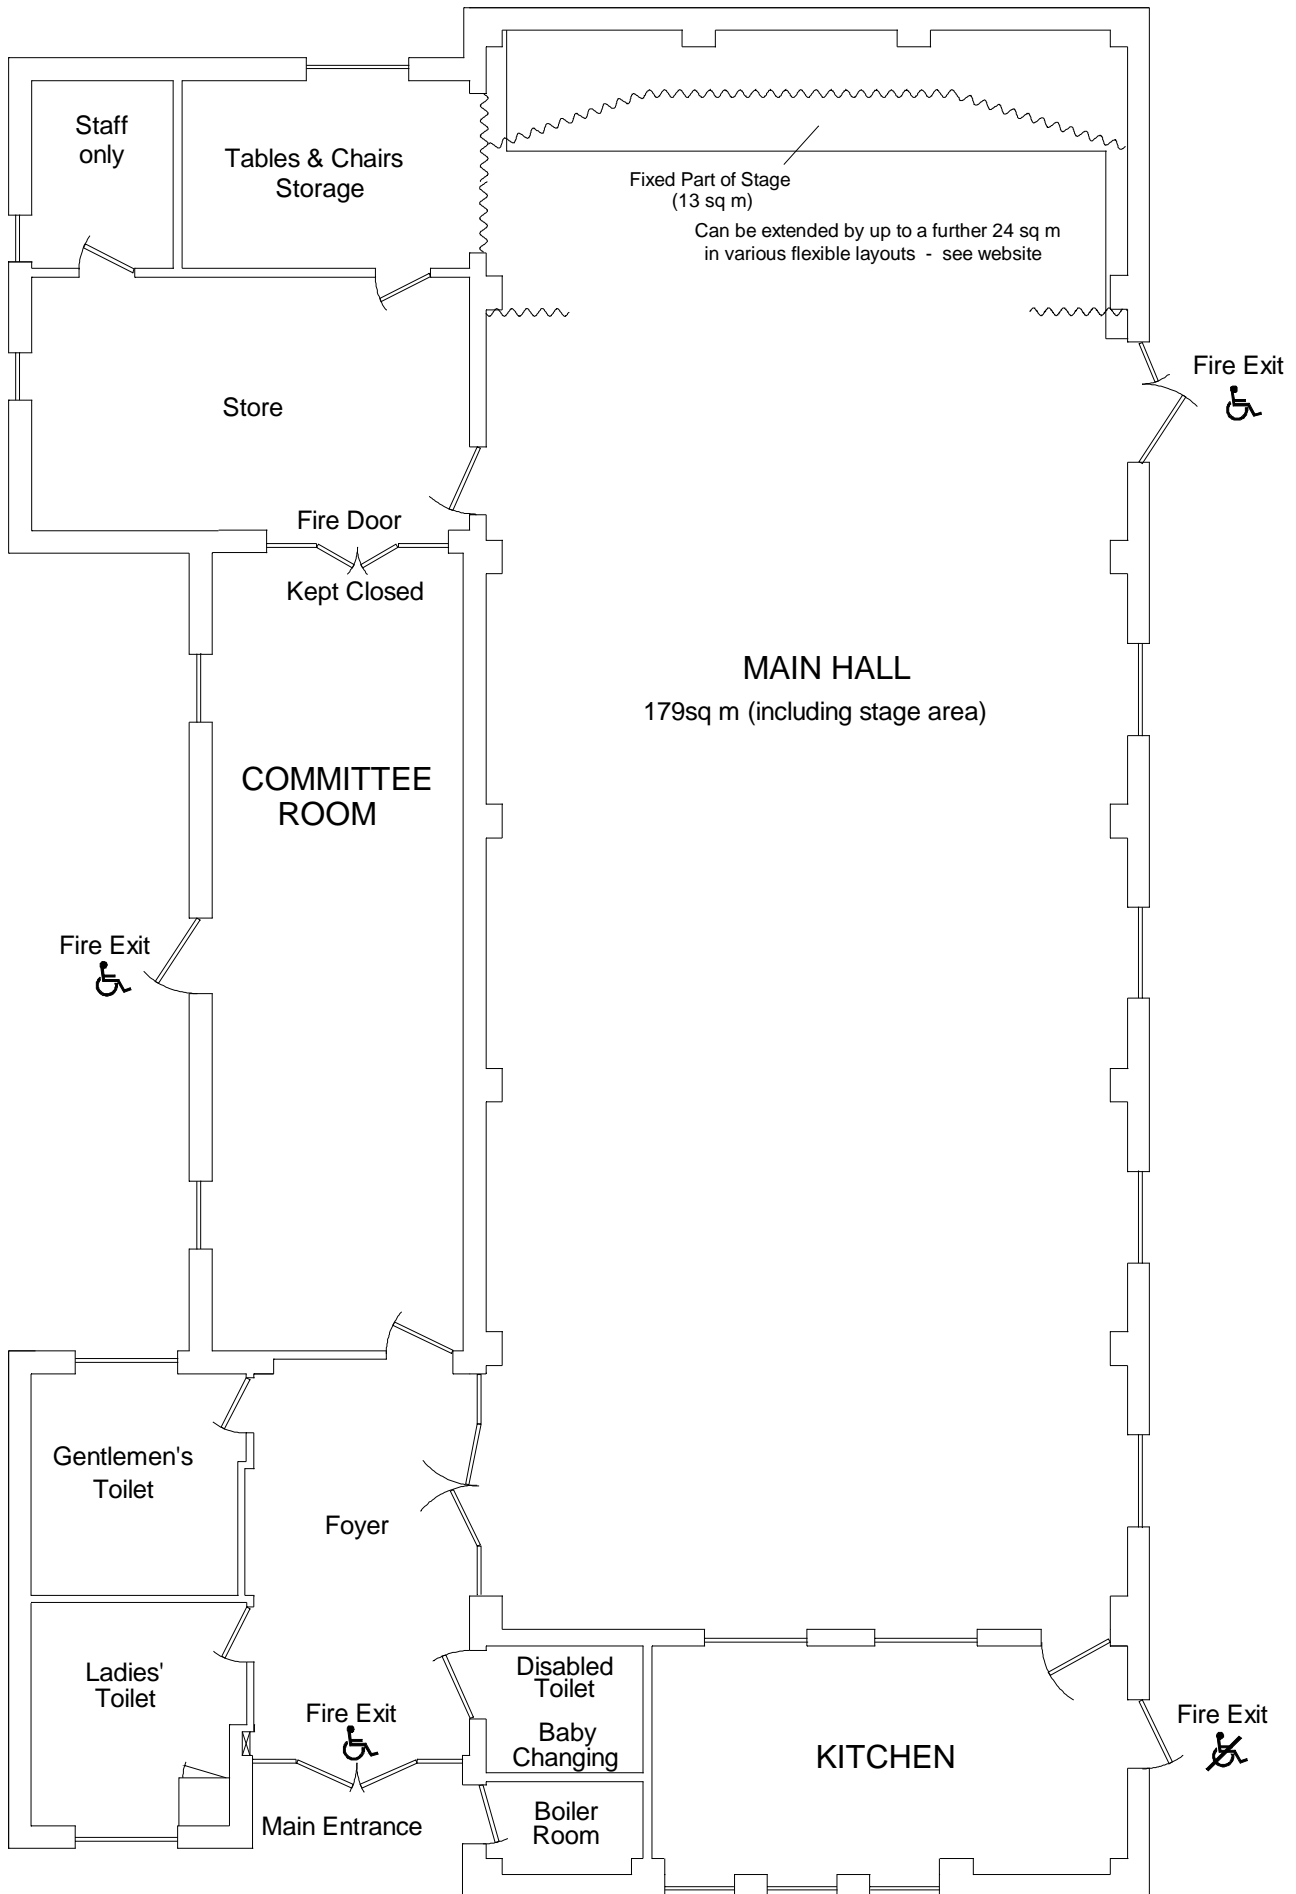 Staff
only
Tables & Chairs
Storage
Fixed Part of Stage
(13 sq m)
Can be extended by up to a further 24 sq m
in various flexible layouts - see website
Fire Exit
Store
Fire Door
Kept Closed
MAIN HALL
179sq m (including stage area)
COMMITTEE
ROOM
Fire Exit
Gentlemen's
Toilet
Foyer
Ladies'
Toilet
Disabled
Toilet
Baby
Changing
Fire Exit
Fire Exit
KITCHEN
Main Entrance
Boiler
Room